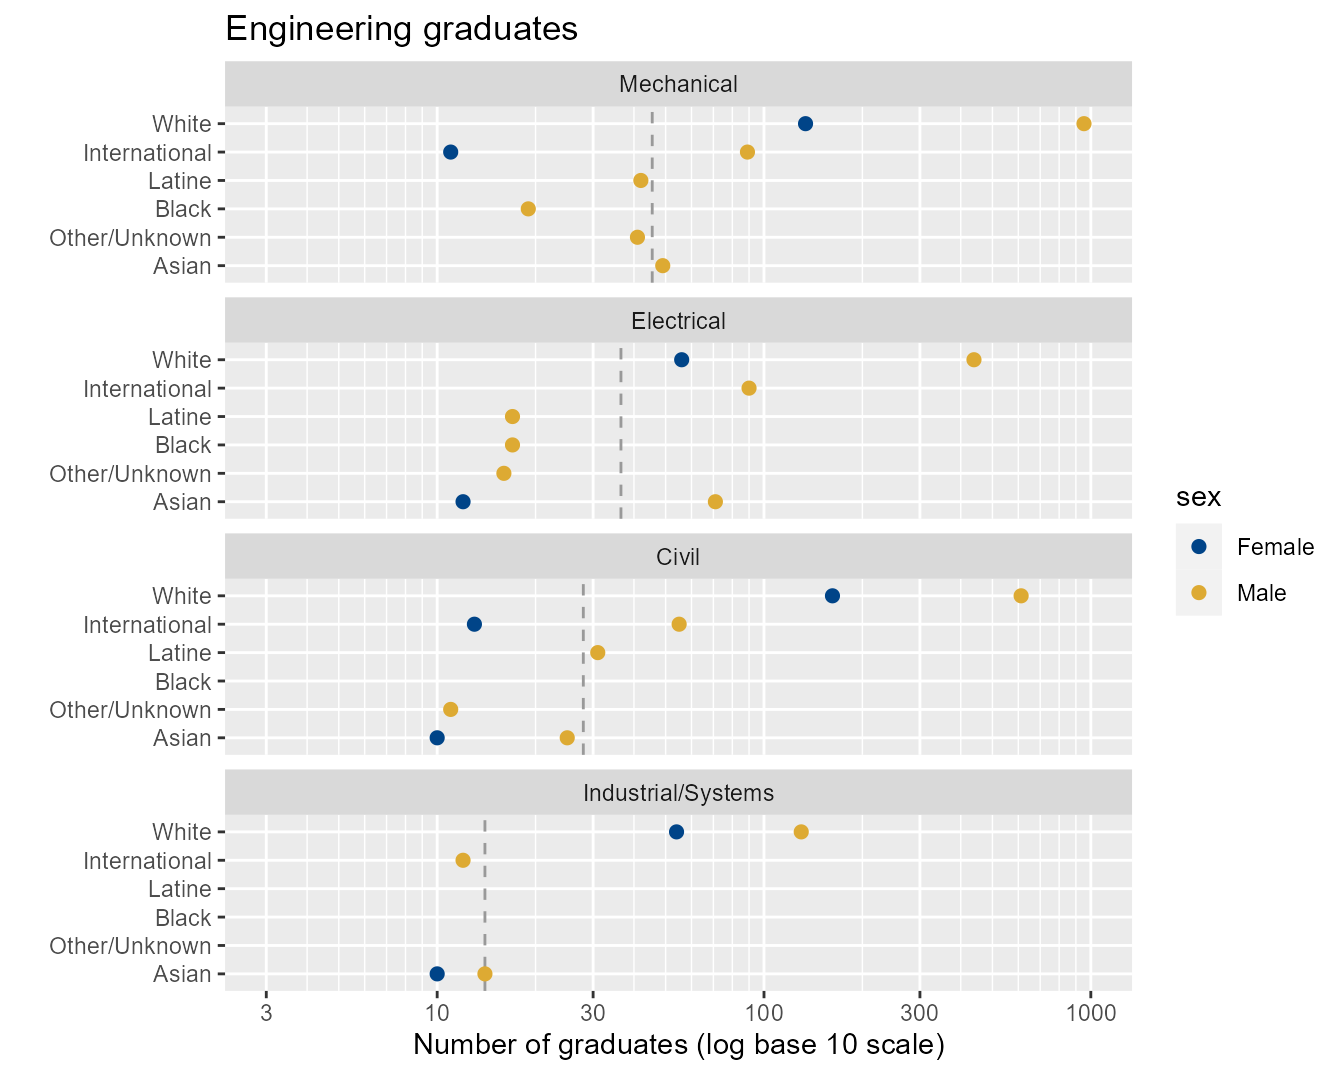 Engineering graduates
Mechanical
White
International
Latine
Black
Other/Unknown
Asian
Electrical
White
International
Latine
Black
Other/Unknown
Asian
Civil
White
International
Latine
Black
Other/Unknown
Asian
Industrial/Systems
White
International
Latine
Black
Other/Unknown
Asian
3 10 30 100 300 1000
Number of graduates (log base 10 scale)
sex
Female
Male